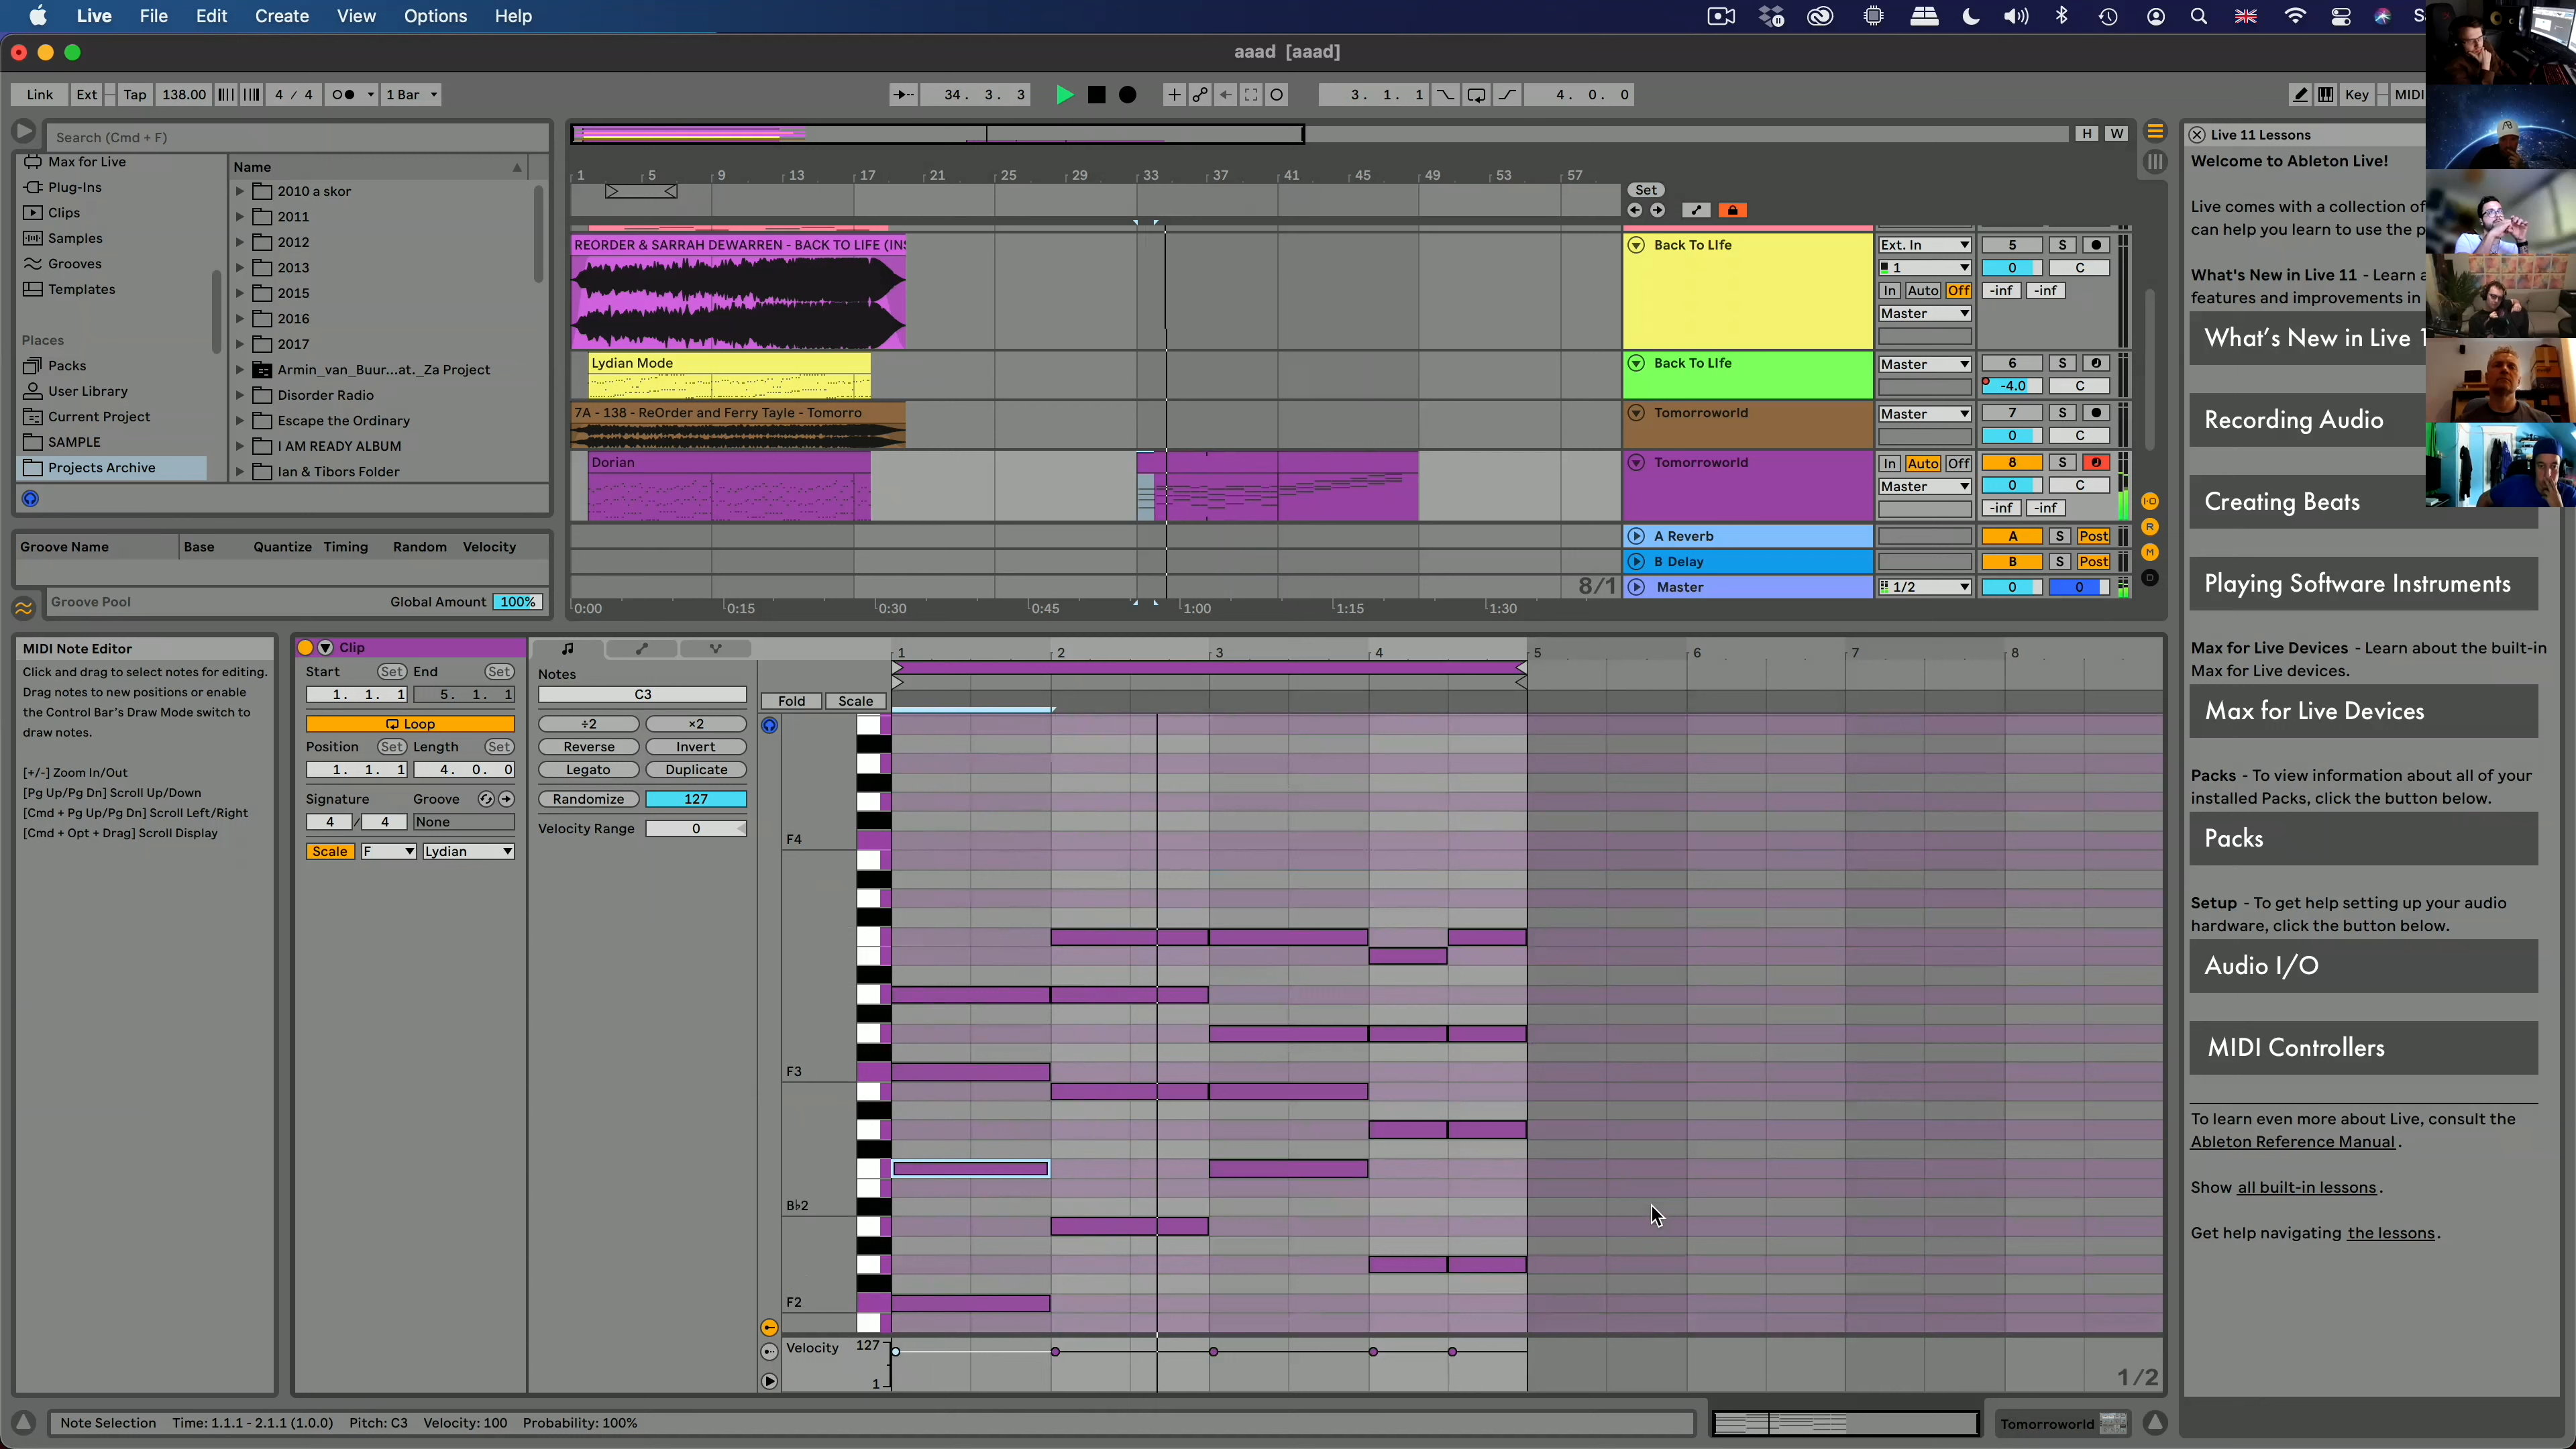 Live File Edit Create View Options Help
aaad [aaad]
Link Ext Tap 138.00 4 / 4 1 Bar 34. 3. 3 3. 1. 1 4. 0. 0 Key MIDI
Search (Cmd + F)
Max for Live
Plug-Ins
Clips
Samples
Grooves
Templates
Places
Packs
User Library
Current Project
SAMPLE
Projects Archive
Name
2010 a skor
2011
2012
2013
2015
2016
2017
Armin_van_Buur...at._Za Project
Disorder Radio
Escape the Ordinary
I AM READY ALBUM
Ian & Tibors Folder
Groove Name Base Quantize Timing Random Velocity
Groove Pool Global Amount 100%
H W
1 5 9 13 17 21 25 29 33 37 41 45 49 53 57
Set
REORDER & SARRAH DEWARREN - BACK TO LIFE (INS
Back To LIfe Ext. In 5 S
1 0 C
In Auto Off -inf -inf
Master
Lydian Mode
Back To LIfe Master 6 S
-4.0 C
7A - 138 - ReOrder and Ferry Tayle - Tomorro
Tomorroworld Master 7 S
0 C
Dorian
Tomorroworld In Auto Off 8 S
Master 0 C
-inf -inf
A Reverb A S Post
B Delay B S Post
8/1 Master 1/2 0 0
0:00 0:15 0:30 0:45 1:00 1:15 1:30
I·O
R
M
D
MIDI Note Editor
Click and drag to select notes for editing.
Drag notes to new positions or enable
the Control Bar's Draw Mode switch to
draw notes.
[+/-] Zoom In/Out
[Pg Up/Pg Dn] Scroll Up/Down
[Cmd + Pg Up/Pg Dn] Scroll Left/Right
[Cmd + Opt + Drag] Scroll Display
Clip
Start Set End Set
1. 1. 1 5. 1. 1
Loop
Position Set Length Set
1. 1. 1 4. 0. 0
Signature Groove
4 / 4 None
Scale F Lydian
Notes
C3
÷2 ×2
Reverse Invert
Legato Duplicate
Randomize 127
Velocity Range 0
Fold Scale
1 2 3 4 5 6 7 8
F4
F3
B♭2
F2
Velocity 127
1
1/2
Note Selection Time: 1.1.1 - 2.1.1 (1.0.0) Pitch: C3 Velocity: 100 Probability: 100%
Tomorroworld
Live 11 Lessons
Welcome to Ableton Live!
Live comes with a collection of
can help you learn to use the p
What's New in Live 11 - Learn a
features and improvements in
What's New in Live 1
Recording Audio
Creating Beats
Playing Software Instruments
Max for Live Devices - Learn about the built-in
Max for Live devices.
Max for Live Devices
Packs - To view information about all of your
installed Packs, click the button below.
Packs
Setup - To get help setting up your audio
hardware, click the button below.
Audio I/O
MIDI Controllers
To learn even more about Live, consult the
Ableton Reference Manual.
Show all built-in lessons.
Get help navigating the lessons.